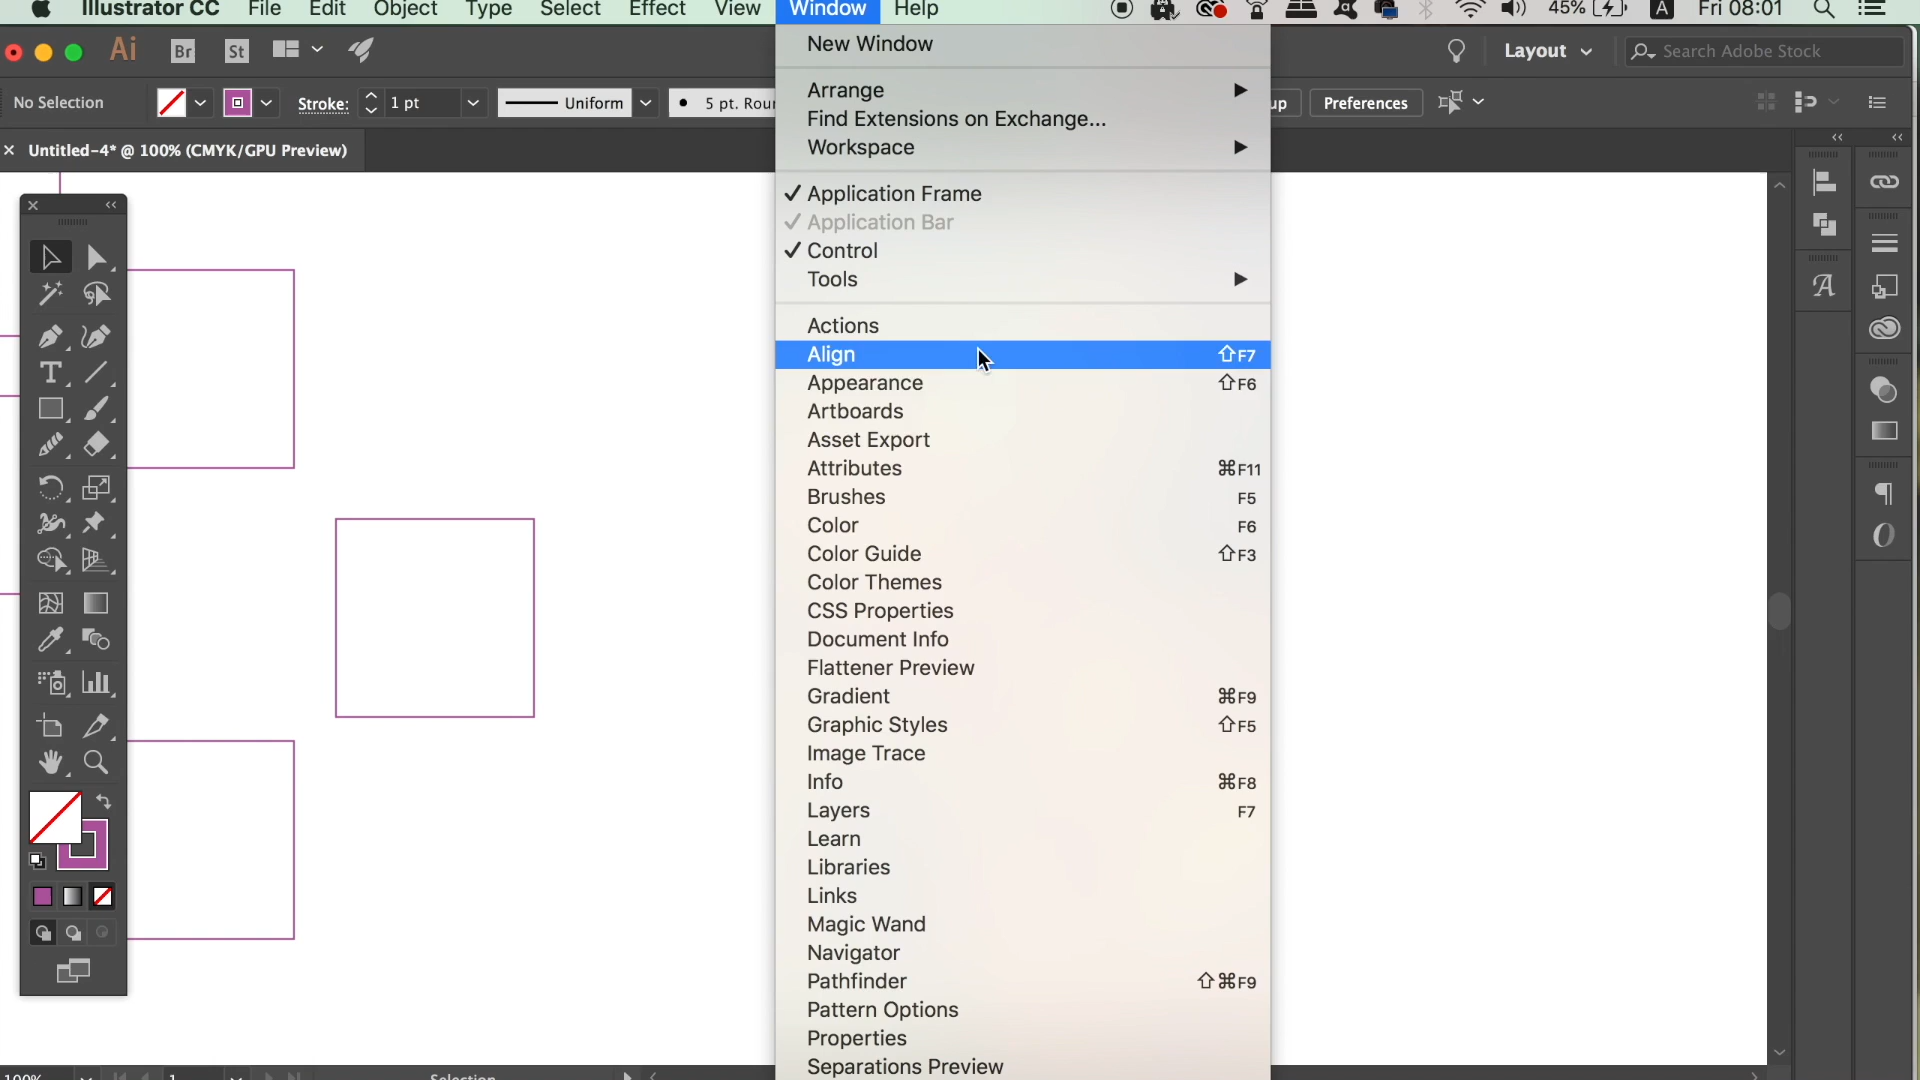 Illustrator CC File Edit Object Type Select Effect View Window Help 45% A Fri 08:01
Ai Br St Layout Search Adobe Stock
No Selection Stroke: 1 pt Uniform 5 pt. Roun up Preferences
Untitled-4* @ 100% (CMYK/GPU Preview)
New Window
Arrange
Find Extensions on Exchange...
Workspace
✓ Application Frame
✓ Application Bar
✓ Control
Tools
Actions
Align ⇧F7
Appearance ⇧F6
Artboards
Asset Export
Attributes ⌘F11
Brushes F5
Color F6
Color Guide ⇧F3
Color Themes
CSS Properties
Document Info
Flattener Preview
Gradient ⌘F9
Graphic Styles ⇧F5
Image Trace
Info ⌘F8
Layers F7
Learn
Libraries
Links
Magic Wand
Navigator
Pathfinder ⇧⌘F9
Pattern Options
Properties
Separations Preview
100% 1 Selection